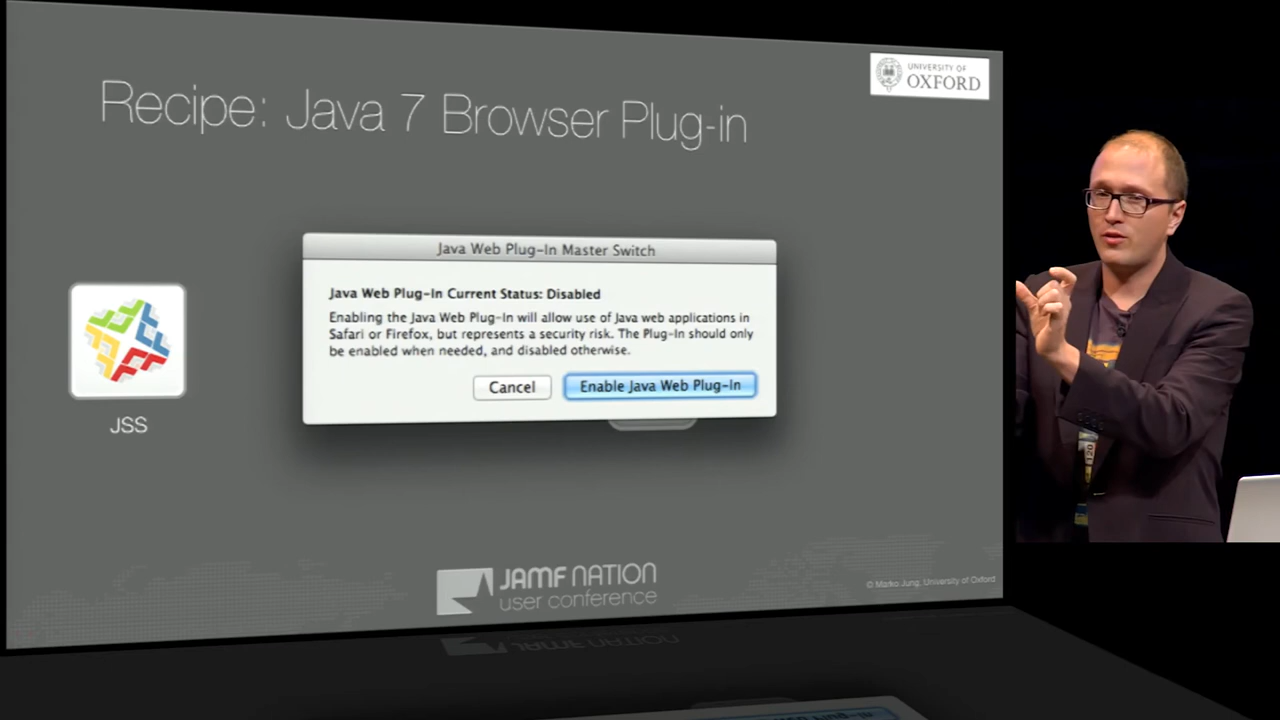 UNIVERSITY OF
OXFORD
Recipe: Java 7 Browser Plug-in
Java Web Plug-In Master Switch
Java Web Plug-In Current Status: Disabled
Enabling the Java Web Plug-In will allow use of Java web applications in
Safari or Firefox, but represents a security risk. The Plug-In should only
be enabled when needed, and disabled otherwise.
Cancel
Enable Java Web Plug-In
JSS
JAMF NATION
user conference
© Marko Jung, University of Oxford
120